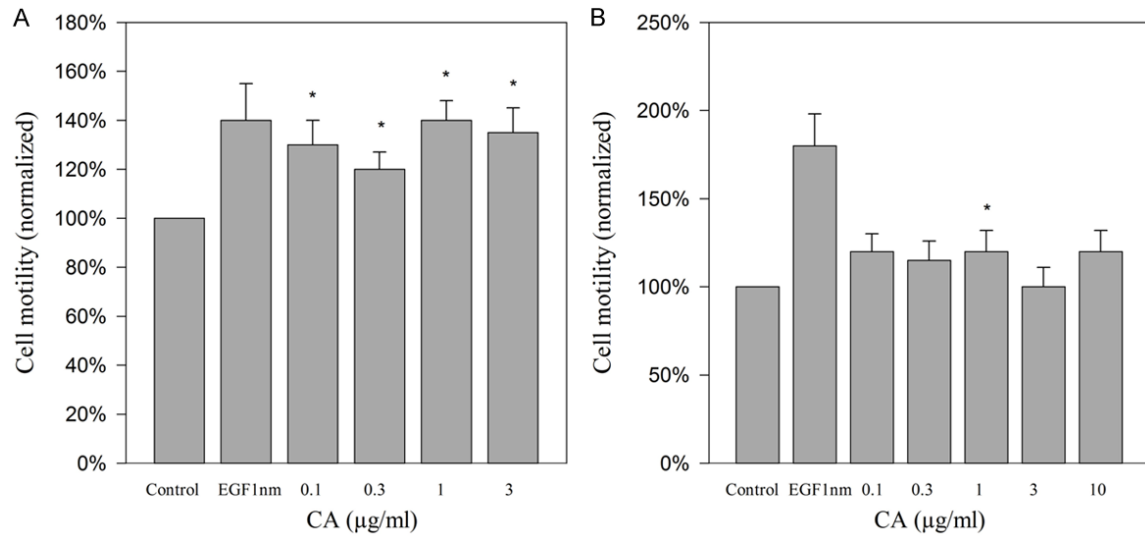 A
180%
160%
140%
120%
100%
80%
60%
40%
20%
0%
Cell motility (normalized)
* * * *
Control EGF1nm 0.1 0.3 1 3
CA (µg/ml)
B
250%
200%
150%
100%
50%
0%
Cell motility (normalized)
*
Control EGF1nm 0.1 0.3 1 3 10
CA (µg/ml)